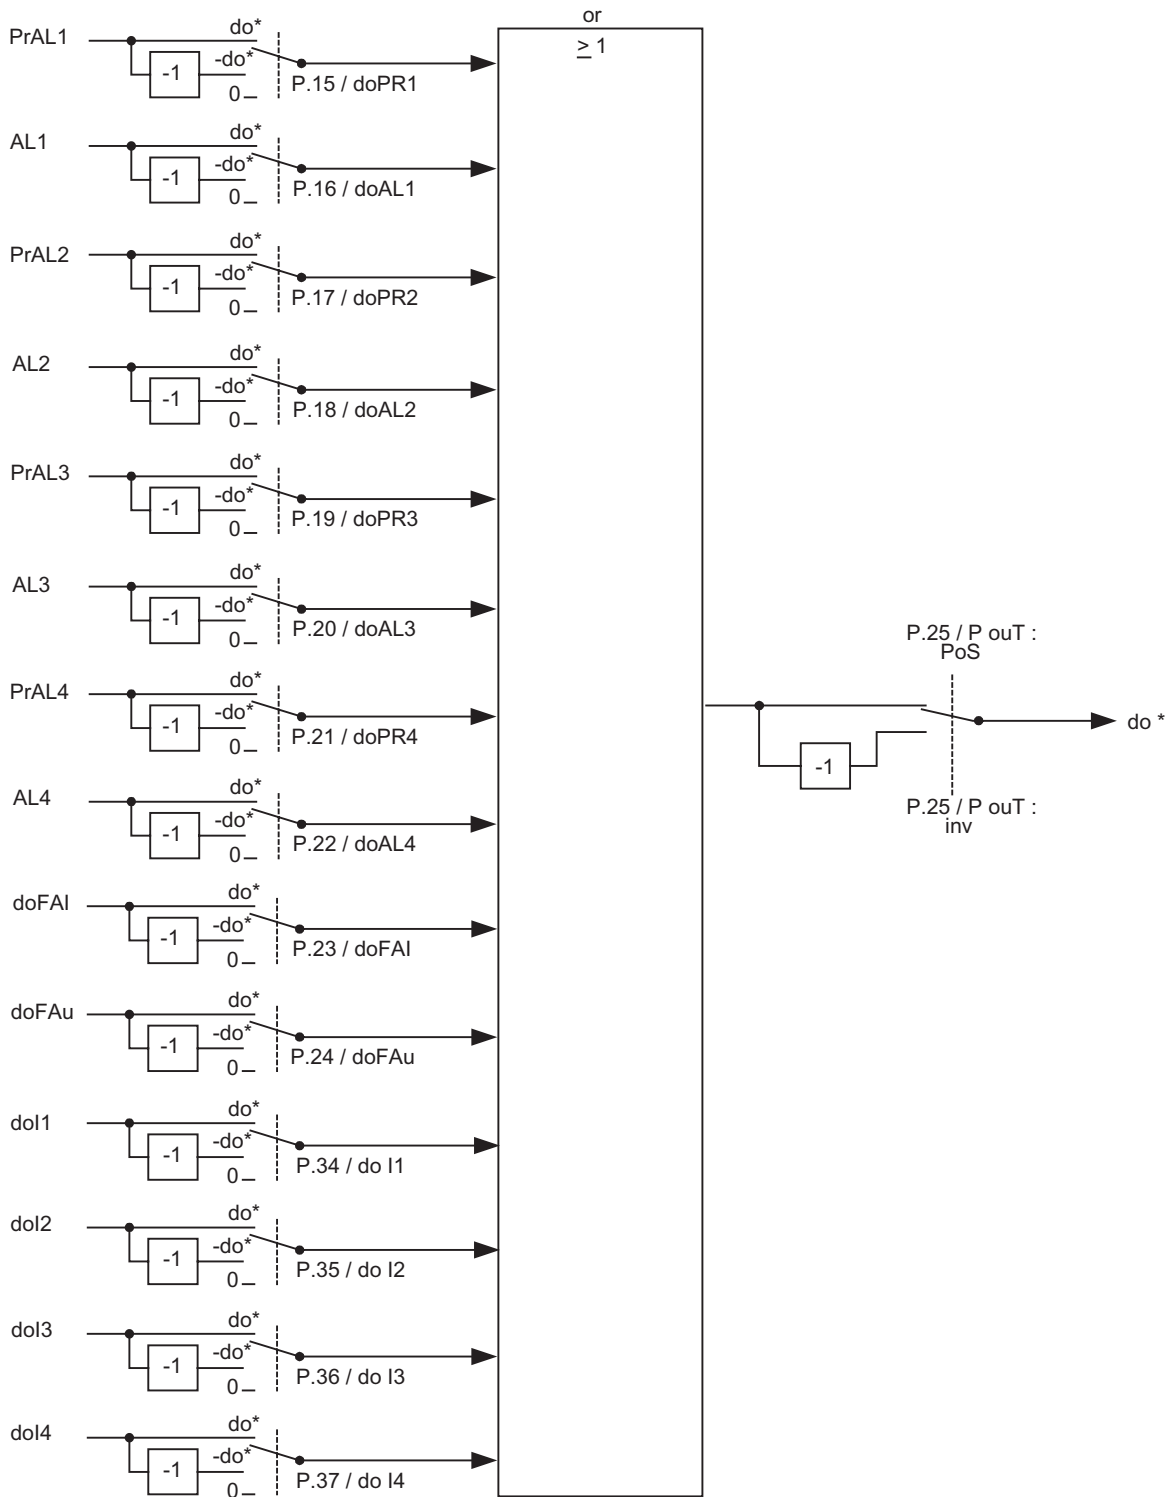 or
≥ 1
PrAL1
do*
-1
-do*
0
P.15 / doPR1
AL1
do*
-1
-do*
0
P.16 / doAL1
PrAL2
do*
-1
-do*
0
P.17 / doPR2
AL2
do*
-1
-do*
0
P.18 / doAL2
PrAL3
do*
-1
-do*
0
P.19 / doPR3
AL3
do*
-1
-do*
0
P.20 / doAL3
PrAL4
do*
-1
-do*
0
P.21 / doPR4
AL4
do*
-1
-do*
0
P.22 / doAL4
doFAI
do*
-1
-do*
0
P.23 / doFAI
doFAu
do*
-1
-do*
0
P.24 / doFAu
doI1
do*
-1
-do*
0
P.34 / do I1
doI2
do*
-1
-do*
0
P.35 / do I2
doI3
do*
-1
-do*
0
P.36 / do I3
doI4
do*
-1
-do*
0
P.37 / do I4
P.25 / P ouT :
PoS
-1
do *
P.25 / P ouT :
inv